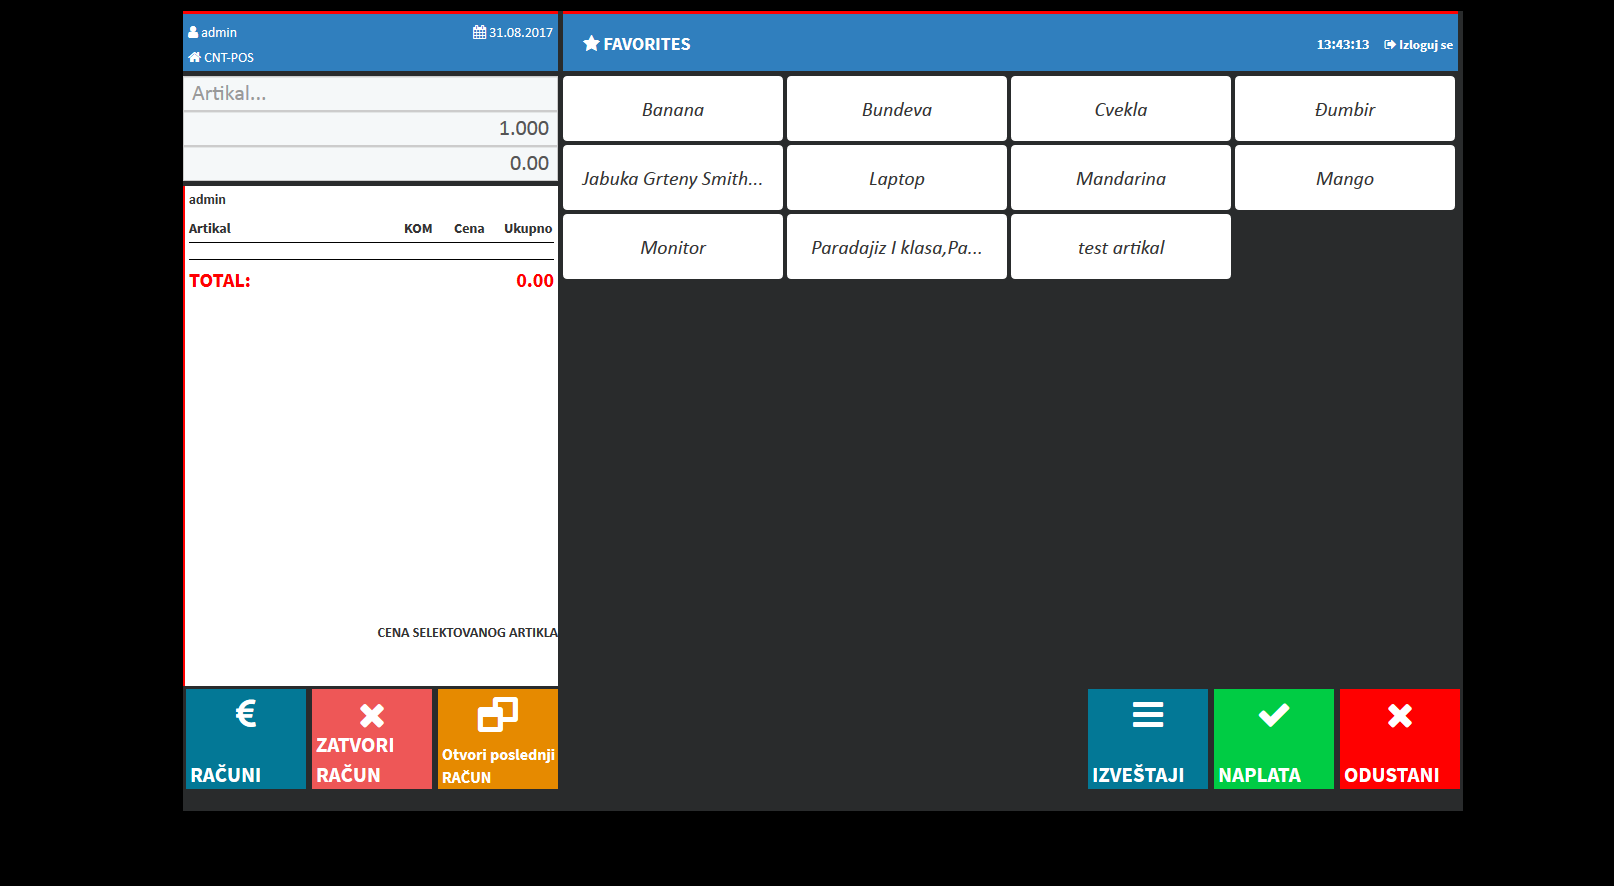 admin 31.08.2017
CNT-POS
Artikal...
1.000
0.00
admin
Artikal KOM Cena Ukupno
TOTAL: 0.00
CENA SELEKTOVANOG ARTIKLA
RAČUNI
ZATVORI
RAČUN
Otvori poslednji
RAČUN
FAVORITES 13:43:13 Izloguj se
Banana Bundeva Cvekla Đumbir
Jabuka Grteny Smith... Laptop Mandarina Mango
Monitor Paradajiz I klasa,Pa... test artikal
IZVEŠTAJI NAPLATA ODUSTANI